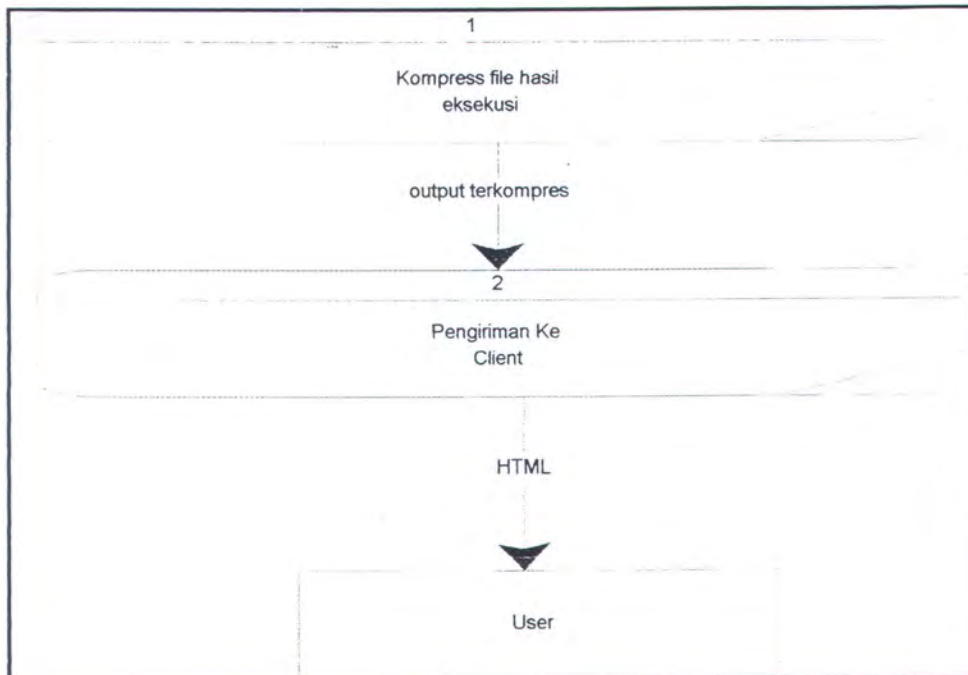 1
Kompress file hasil
eksekusi
output terkompres
2
Pengiriman Ke
Client
HTML
User